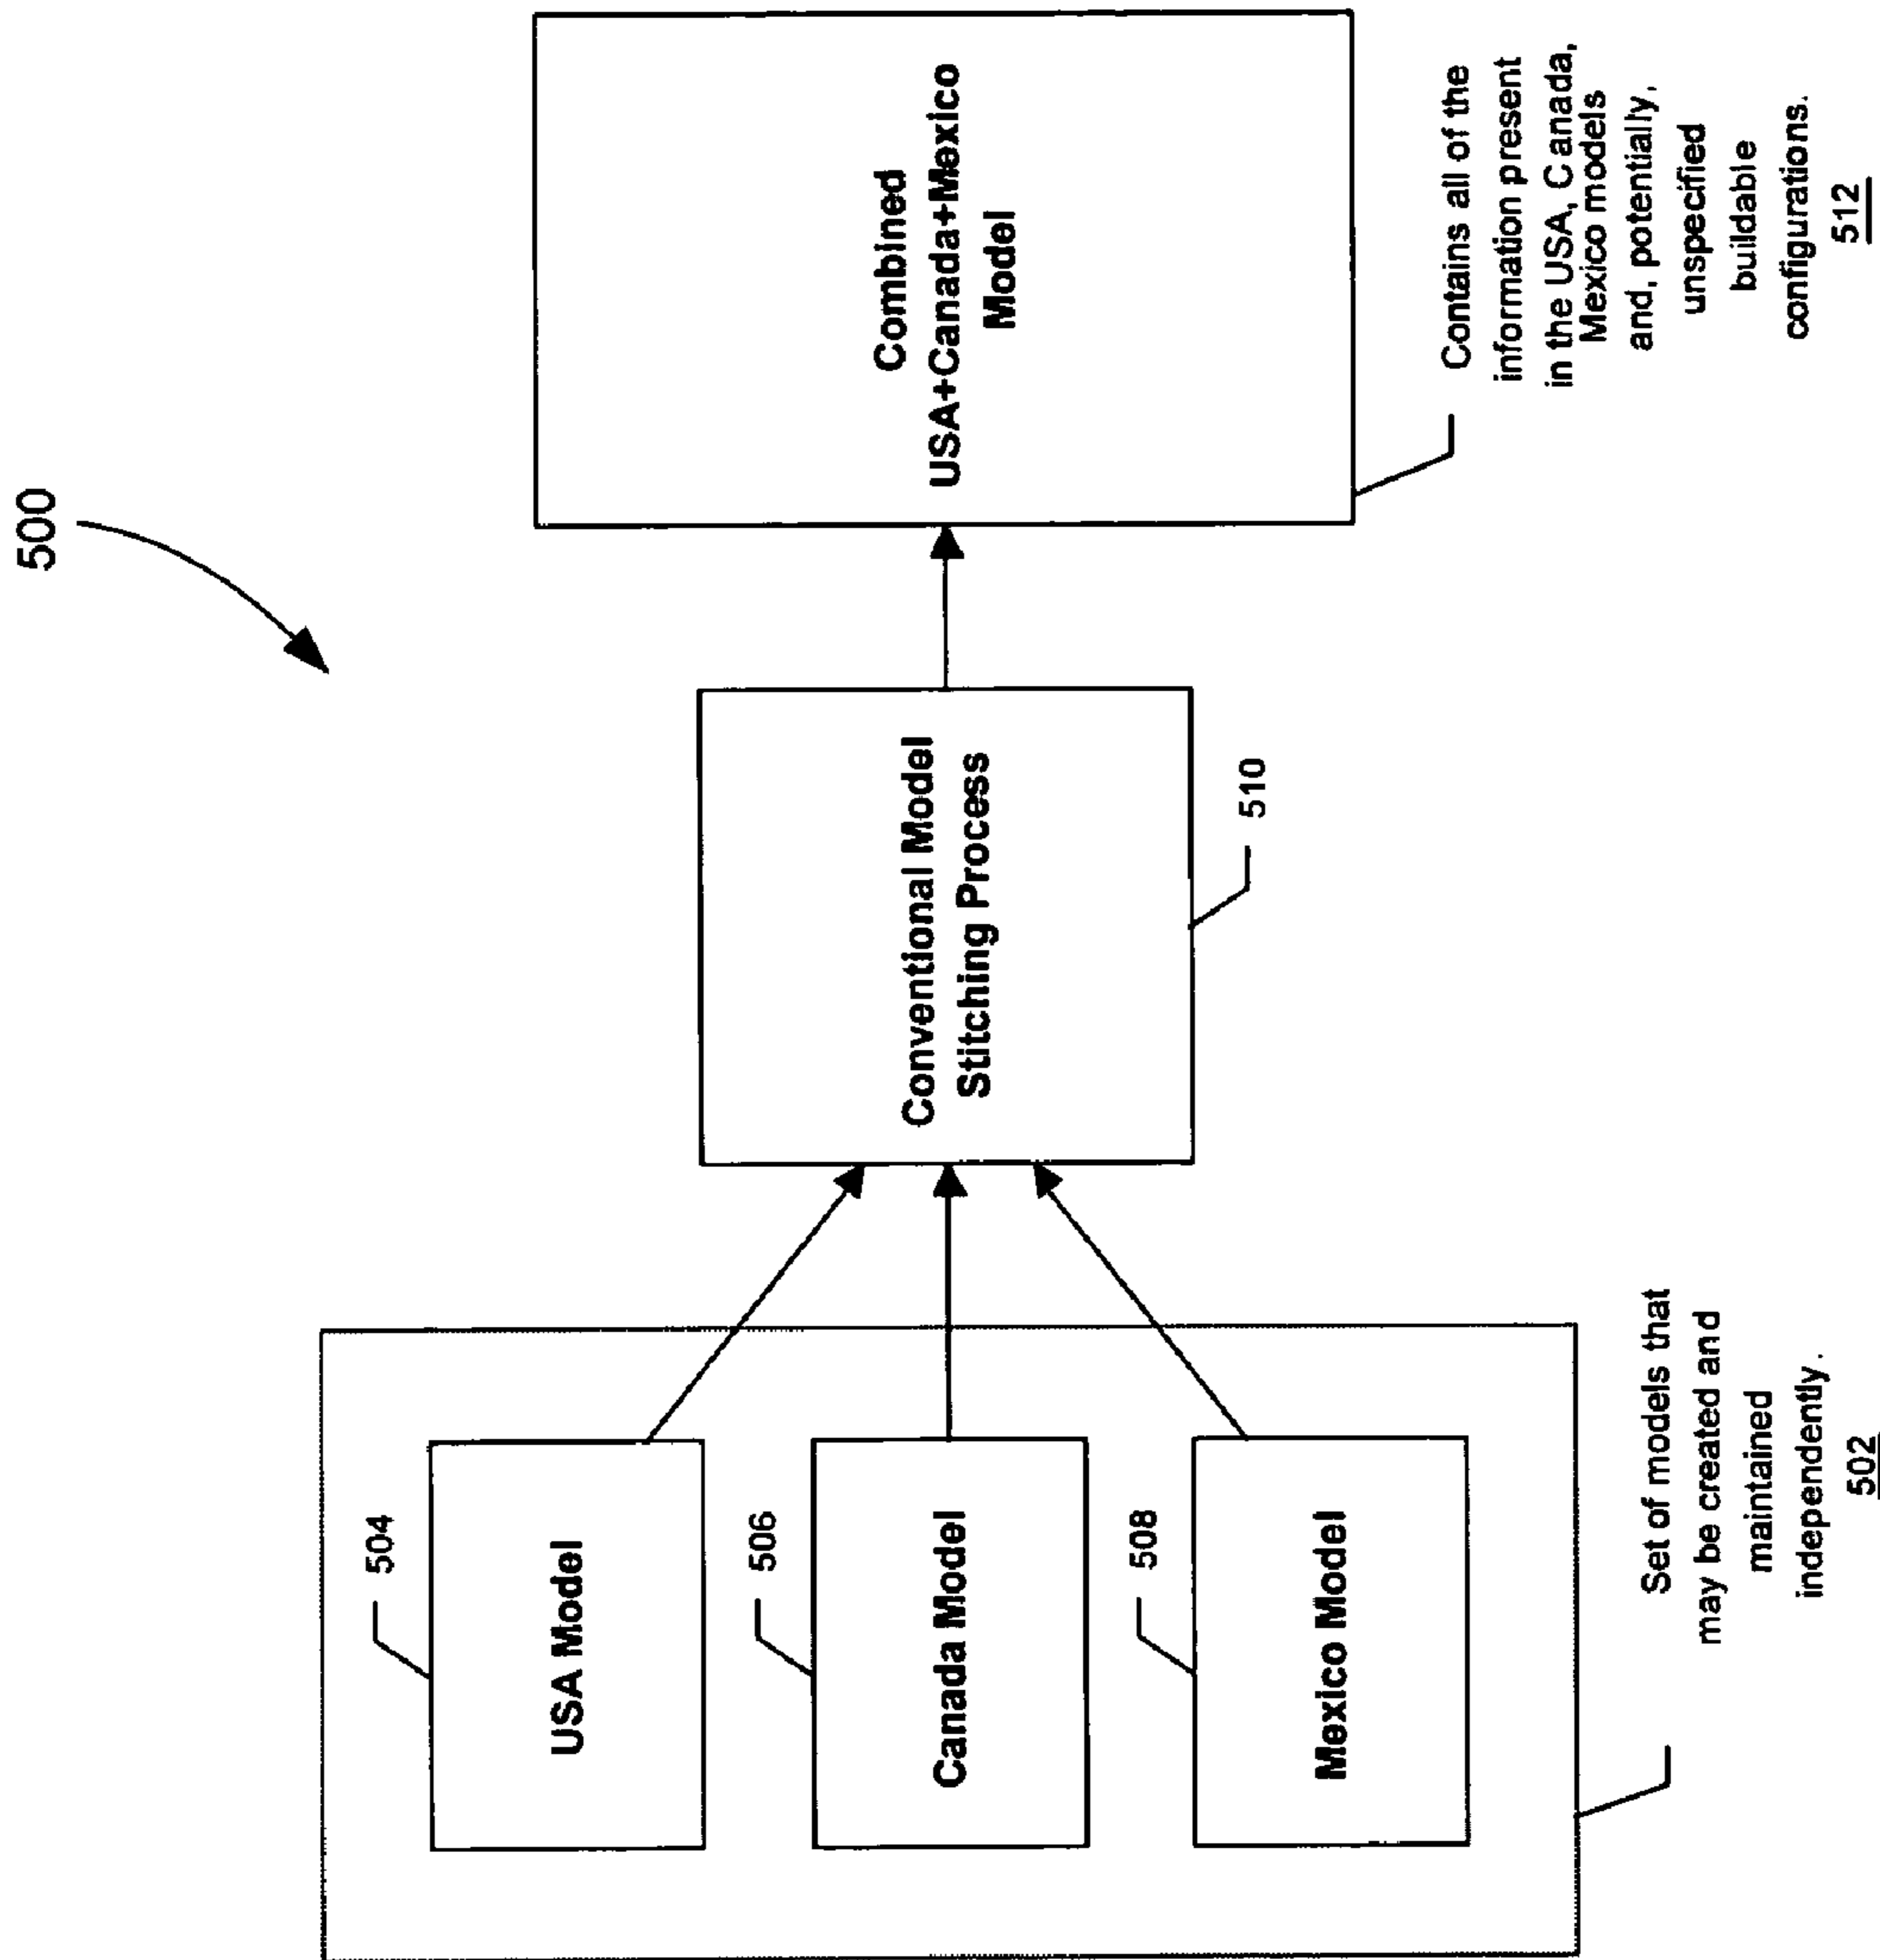 500
504
USA Model
506
Canada Model
508
Mexico Model
Set of models that
may be created and
maintained
independently.
502
Conventional Model
Stitching Process
510
Combined
USA+Canada+Mexico
Model
Contains all of the
information present
in the USA, Canada,
Mexico models
and, potentially,
unspecified
buildable
configurations.
512